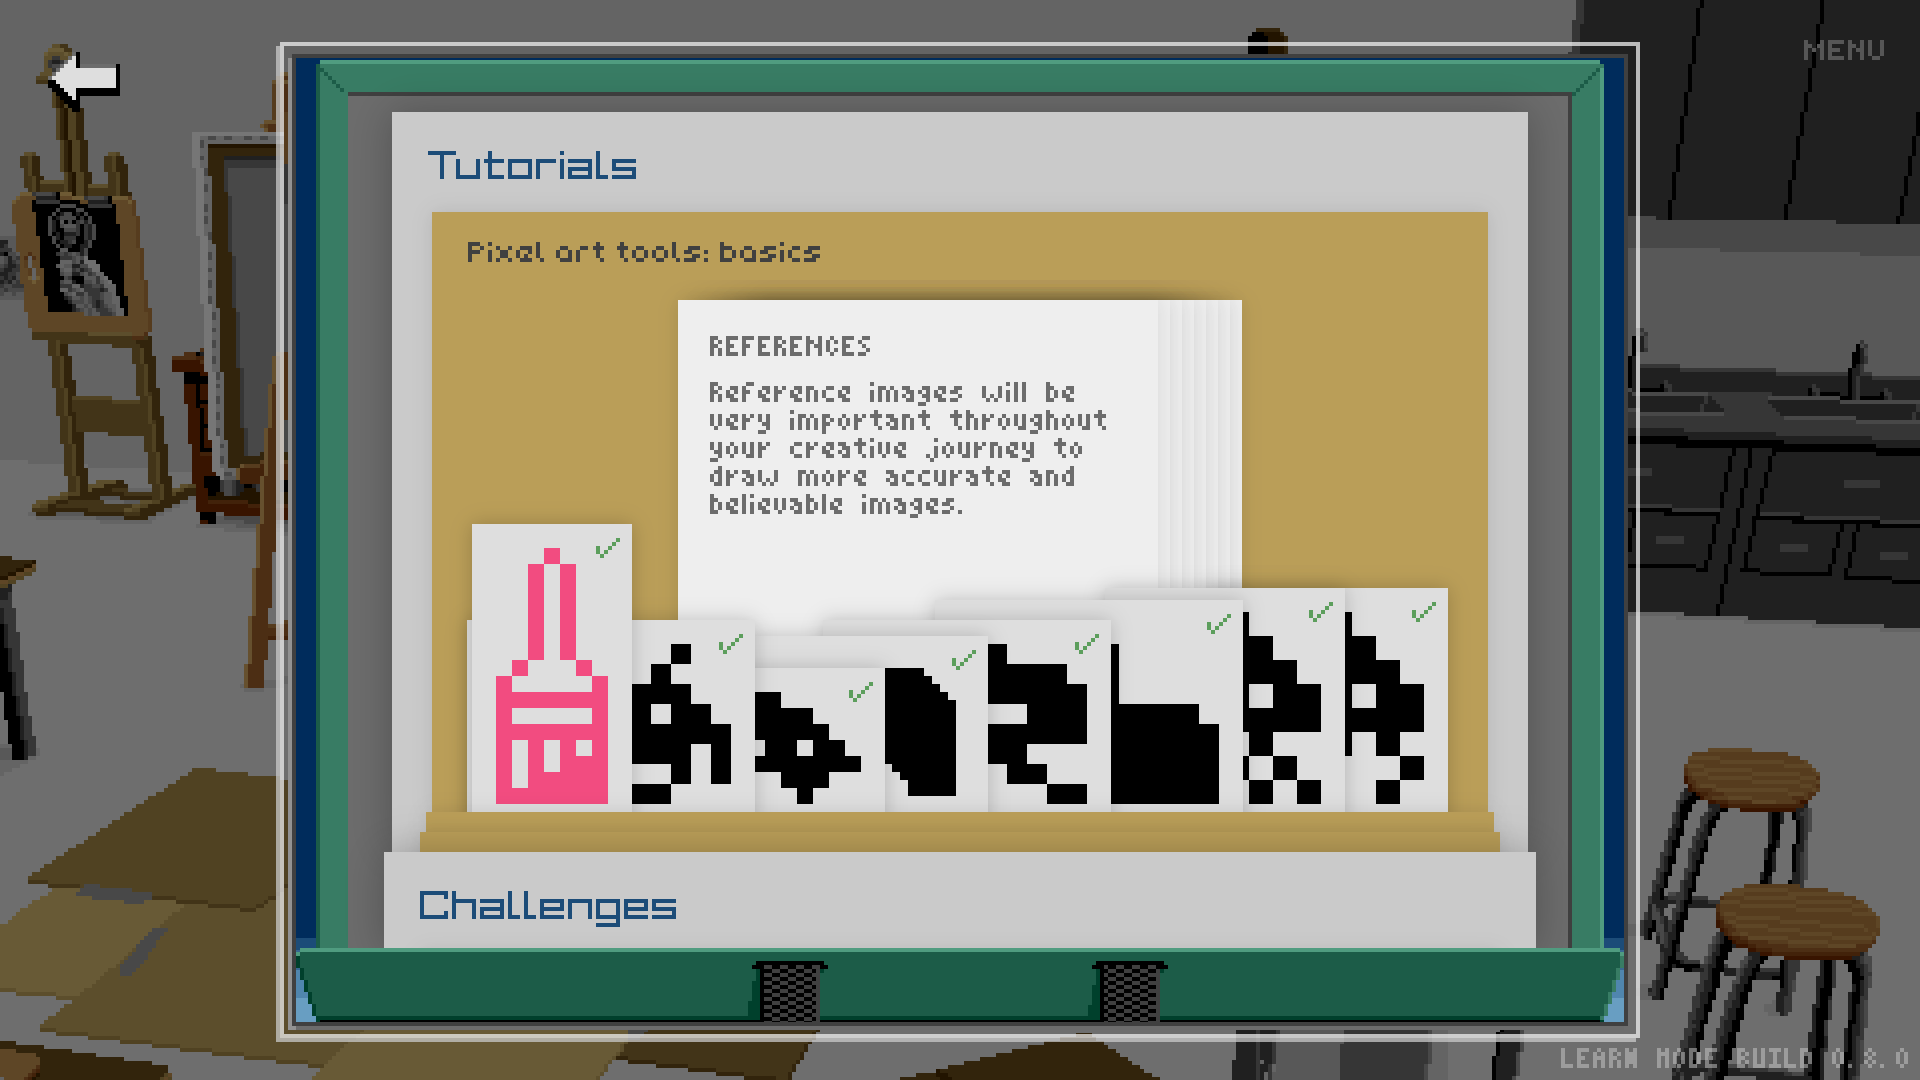 MENU
Tutorials
Pixel art tools: basics
REFERENCES
Reference images will be
very important throughout
your creative journey to
draw more accurate and
believable images.
Challenges
LEARN MODE BUILD 0.8.0